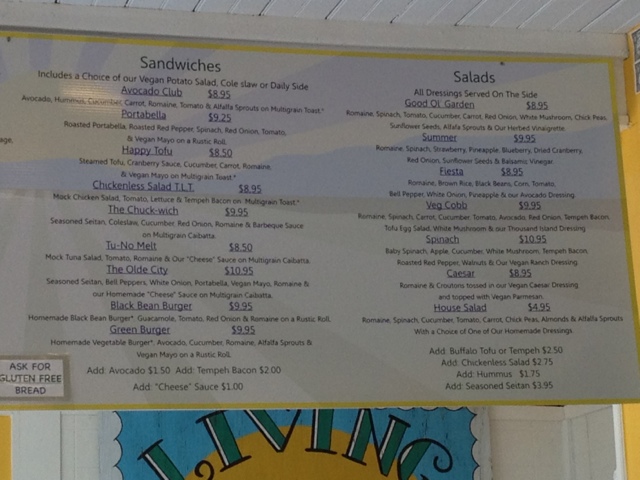 Sandwiches
Includes a Choice of our Vegan Potato Salad, Cole slaw or Daily Side
Avocado Club $8.95
Avocado, Hummus, Cucumber, Carrot, Romaine, Tomato & Alfalfa Sprouts on Multigrain Toast*
Portabella $9.25
Roasted Portabella, Roasted Red Pepper, Spinach, Red Onion, Tomato,
& Vegan Mayo on a Rustic Roll.
Happy Tofu $8.50
Steamed Tofu, Cranberry Sauce, Cucumber, Carrot, Romaine,
& Vegan Mayo on Multigrain Toast*
Chickenless Salad T.L.T. $8.95
Mock Chicken Salad, Tomato, Lettuce & Tempeh Bacon on Multigrain Toast*
The Chuck-wich $9.95
Seasoned Seitan, Coleslaw, Cucumber, Red Onion, Romaine & Barbeque Sauce
on Multigrain Ciabatta.
Tu-No Melt $8.50
Mock Tuna Salad, Tomato, Romaine & Our "Cheese" Sauce on Multigrain Ciabatta.
The Olde City $10.95
Seasoned Seitan, Bell Peppers, White Onion, Portabella, Vegan Mayo, Romaine &
our Homemade "Cheese" Sauce on Multigrain Ciabatta.
Black Bean Burger $9.95
Homemade Black Bean Burger*, Guacamole, Tomato, Red Onion & Romaine on a Rustic Roll.
Green Burger $9.95
Homemade Vegetable Burger*, Avocado, Cucumber, Romaine, Alfalfa Sprouts &
Vegan Mayo on a Rustic Roll
Add: Avocado $1.50 Add: Tempeh Bacon $2.00
Add: "Cheese" Sauce $1.00
Salads
All Dressings Served On The Side
Good Ol' Garden $8.95
Romaine, Spinach, Tomato, Cucumber, Carrot, Red Onion, White Mushroom, Chick Peas,
Sunflower Seeds, Alfalfa Sprouts & Our Herbed Vinaigrette.
Summer $9.95
Romaine, Spinach, Strawberry, Pineapple, Blueberry, Dried Cranberry,
Red Onion, Sunflower Seeds & Balsamic Vinegar.
Fiesta $8.95
Romaine, Brown Rice, Black Beans, Corn, Tomato,
Bell Pepper, White Onion, Pineapple & our Avocado Dressing.
Veg Cobb $9.95
Romaine, Spinach, Carrot, Cucumber, Tomato, Avocado, Red Onion, Tempeh Bacon,
Tofu Egg Salad, White Mushroom & our Thousand Island Dressing
Spinach $10.95
Baby Spinach, Apple, Cucumber, White Mushroom, Tempeh Bacon,
Roasted Red Pepper, Walnuts & Our Vegan Ranch Dressing
Caesar $8.95
Romaine & Croutons tossed in our Vegan Caesar Dressing
and topped with Vegan Parmesan.
House Salad $4.95
Romaine, Spinach, Cucumber, Tomato, Carrot, Chick Peas, Almonds & Alfalfa Sprouts
With a Choice of One of Our Homemade Dressings.
Add: Buffalo Tofu or Tempeh $2.50
Add: Chickenless Salad $2.75
Add: Hummus $1.75
Add: Seasoned Seitan $3.95
ASK FOR
GLUTEN FREE
BREAD
LIVING